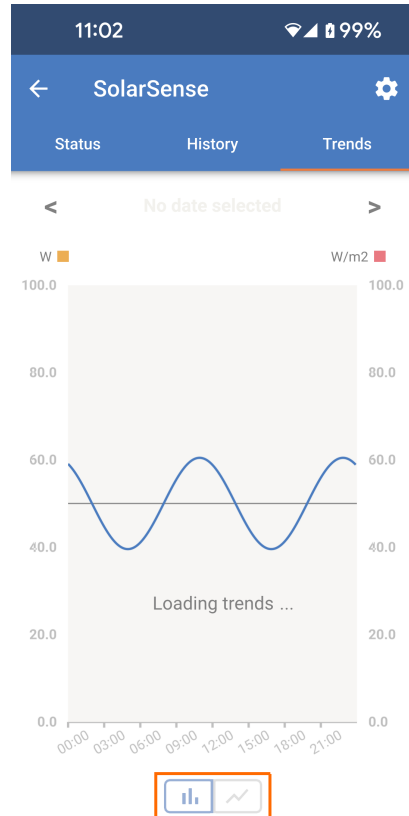 11:02 99%
SolarSense
Status History Trends
< No date selected >
W W/m2
100.0 100.0
80.0 80.0
60.0 60.0
40.0 40.0
Loading trends ...
20.0 20.0
0.0 0.0
00:00 03:00 06:00 09:00 12:00 15:00 18:00 21:00